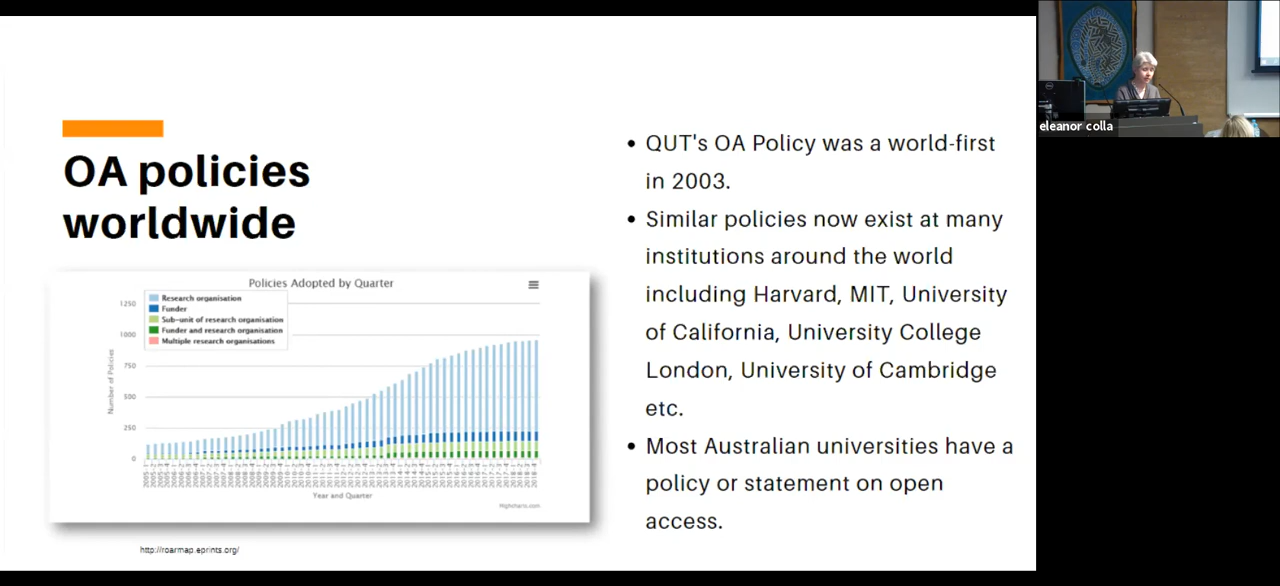 OA policies
worldwide
Policies Adopted by Quarter
Research organisation
Funder
Sub-unit of research organisation
Funder and research organisation
Multiple research organisations
Number of Policies
1250
1000
750
500
250
0
Year and Quarter
Highcharts.com
http://roarmap.eprints.org/
• QUT's OA Policy was a world-first
in 2003.
• Similar policies now exist at many
institutions around the world
including Harvard, MIT, University
of California, University College
London, University of Cambridge
etc.
• Most Australian universities have a
policy or statement on open
access.
eleanor colla